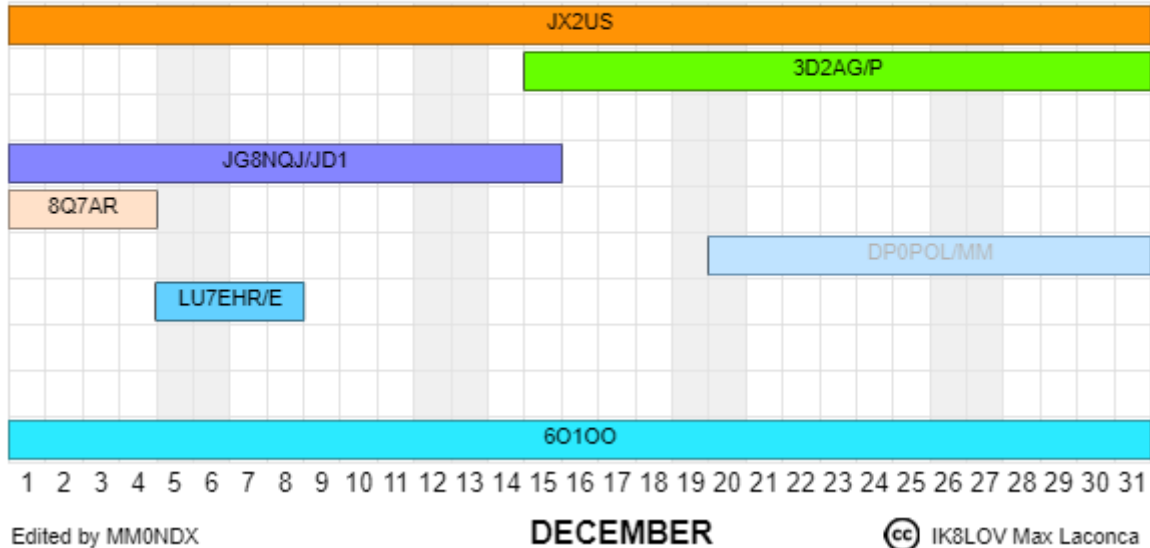 JX2US
3D2AG/P
JG8NQJ/JD1
8Q7AR
DP0POL/MM
LU7EHR/E
6O1OO
1 2 3 4 5 6 7 8 9 10 11 12 13 14 15 16 17 18 19 20 21 22 23 24 25 26 27 28 29 30 31
Edited by MM0NDX DECEMBER cc IK8LOV Max Laconca